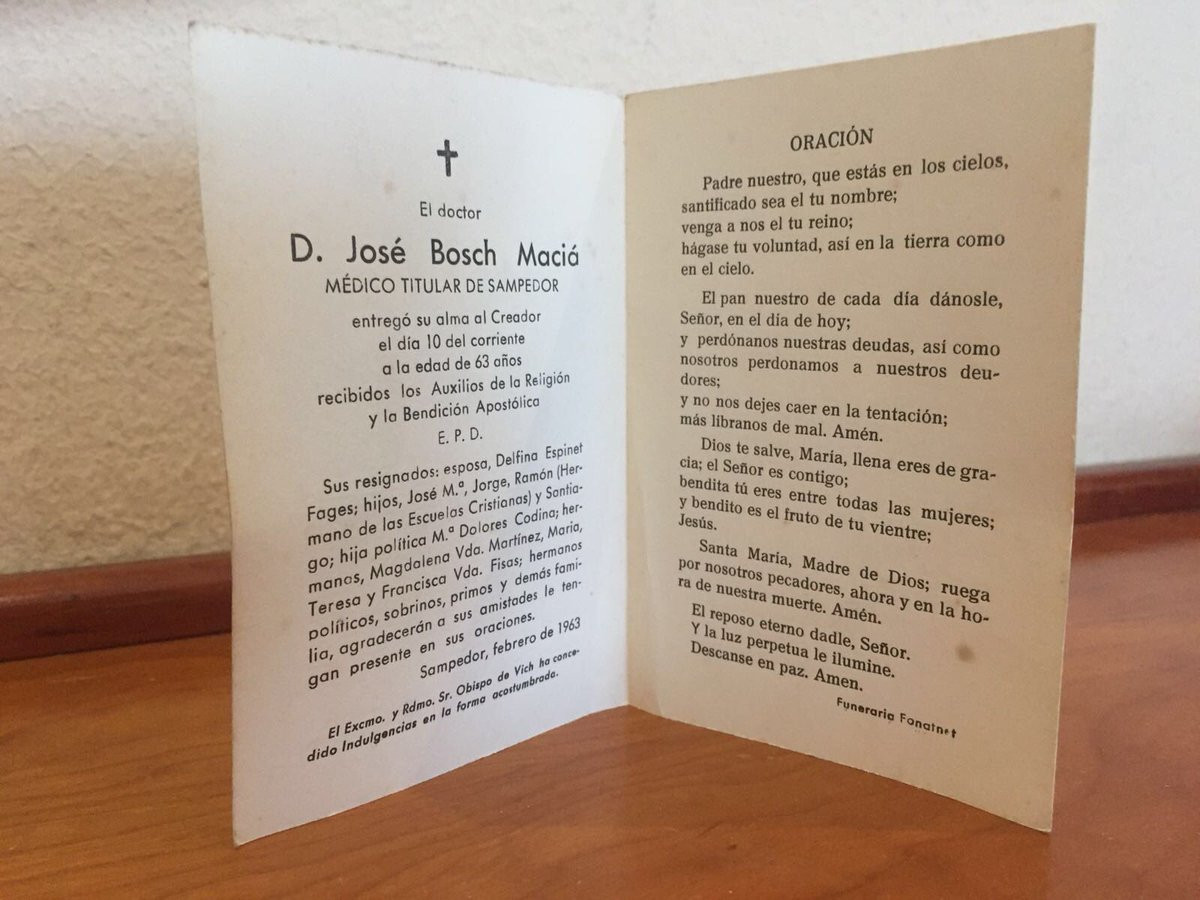 El doctor
D. José Bosch Maciá
MÉDICO TITULAR DE SAMPEDOR
entregó su alma al Creador
el día 10 del corriente
a la edad de 63 años
recibidos los Auxilios de la Religión
y la Bendición Apostólica
E. P. D.
Sus resignados: esposa, Delfina Espinet
Fages; hijos, José M.ª, Jorge, Ramón (Her-
mano de las Escuelas Cristianas) y Santia-
go; hija política M.ª Dolores Codina; her-
manas, Magdalena Vda. Martínez, María,
Teresa y Francisca Vda. Fisas; hermanos
políticos, sobrinos, primos y demás fami-
lia, agradecerán a sus amistades le ten-
gan presente en sus oraciones.
Sampedor, febrero de 1963
El Excmo. y Rdmo. Sr. Obispo de Vich ha conce-
dido Indulgencias en la forma acostumbrada.
ORACIÓN
Padre nuestro, que estás en los cielos,
santificado sea el tu nombre;
venga a nos el tu reino;
hágase tu voluntad, así en la tierra como
en el cielo.
El pan nuestro de cada día dánosle,
Señor, en el día de hoy;
y perdónanos nuestras deudas, así como
nosotros perdonamos a nuestros deu-
dores;
y no nos dejes caer en la tentación;
más líbranos de mal. Amén.
Dios te salve, María, llena eres de gra-
cia; el Señor es contigo;
bendita tú eres entre todas las mujeres;
y bendito es el fruto de tu vientre;
Jesús.
Santa María, Madre de Dios; ruega
por nosotros pecadores, ahora y en la ho-
ra de nuestra muerte. Amén.
El reposo eterno dadle, Señor.
Y la luz perpetua le ilumine.
Descanse en paz. Amen.
Funeraria Fonatnet